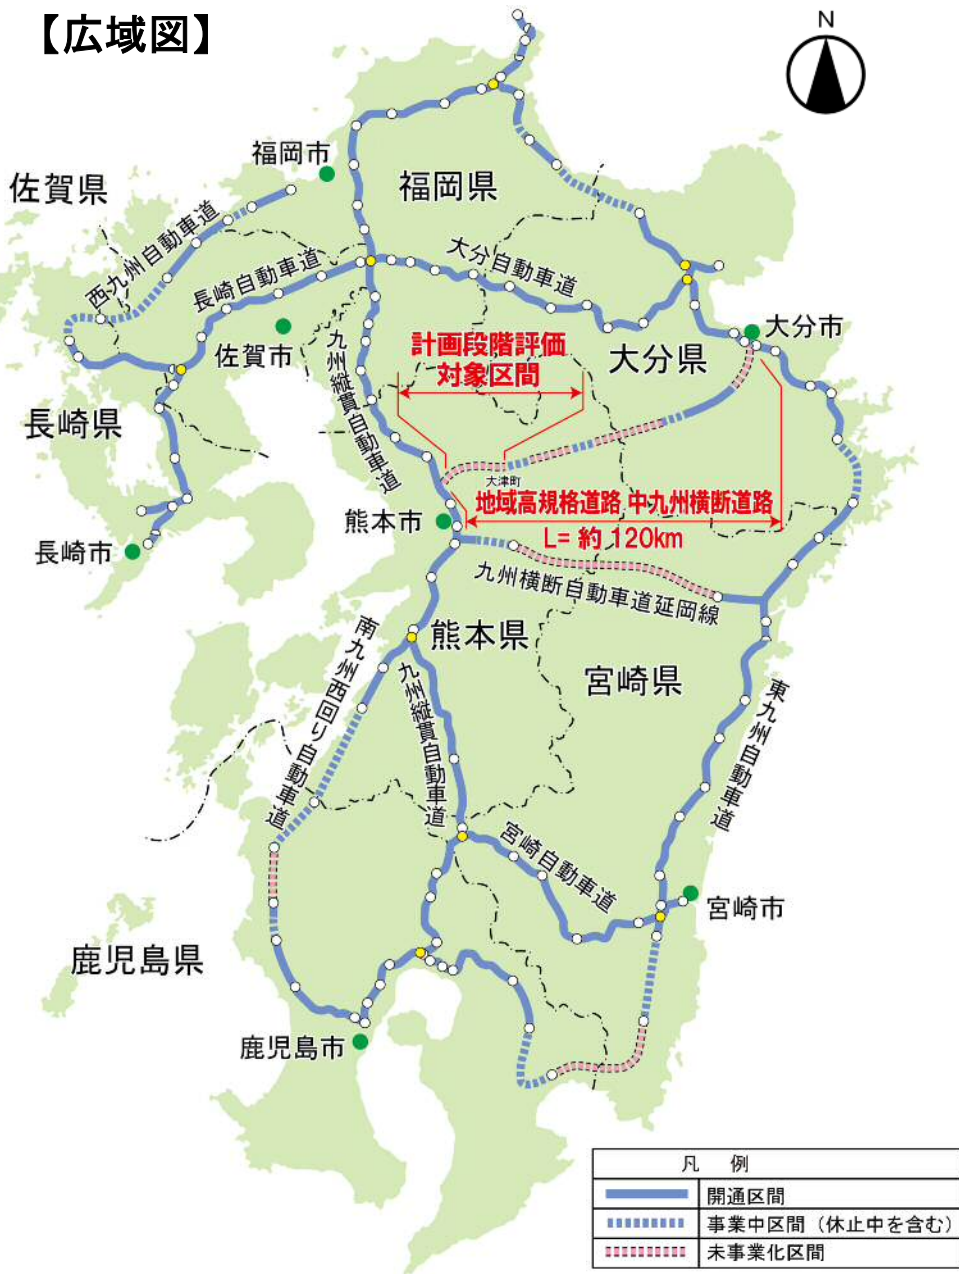 【広域図】
N
福岡市
佐賀県
福岡県
西九州自動車道
長崎自動車道
大分自動車道
大分市
佐賀市
九州縦貫自動車道
計画段階評価
対象区間
大分県
長崎県
大津町
地域高規格道路 中九州横断道路
熊本市
L= 約 120km
長崎市
九州横断自動車道延岡線
南九州西回り自動車道
熊本県
九州縦貫自動車道
宮崎県
東九州自動車道
宮崎自動車道
宮崎市
鹿児島県
鹿児島市
凡 例
開通区間
事業中区間（休止中を含む）
未事業化区間